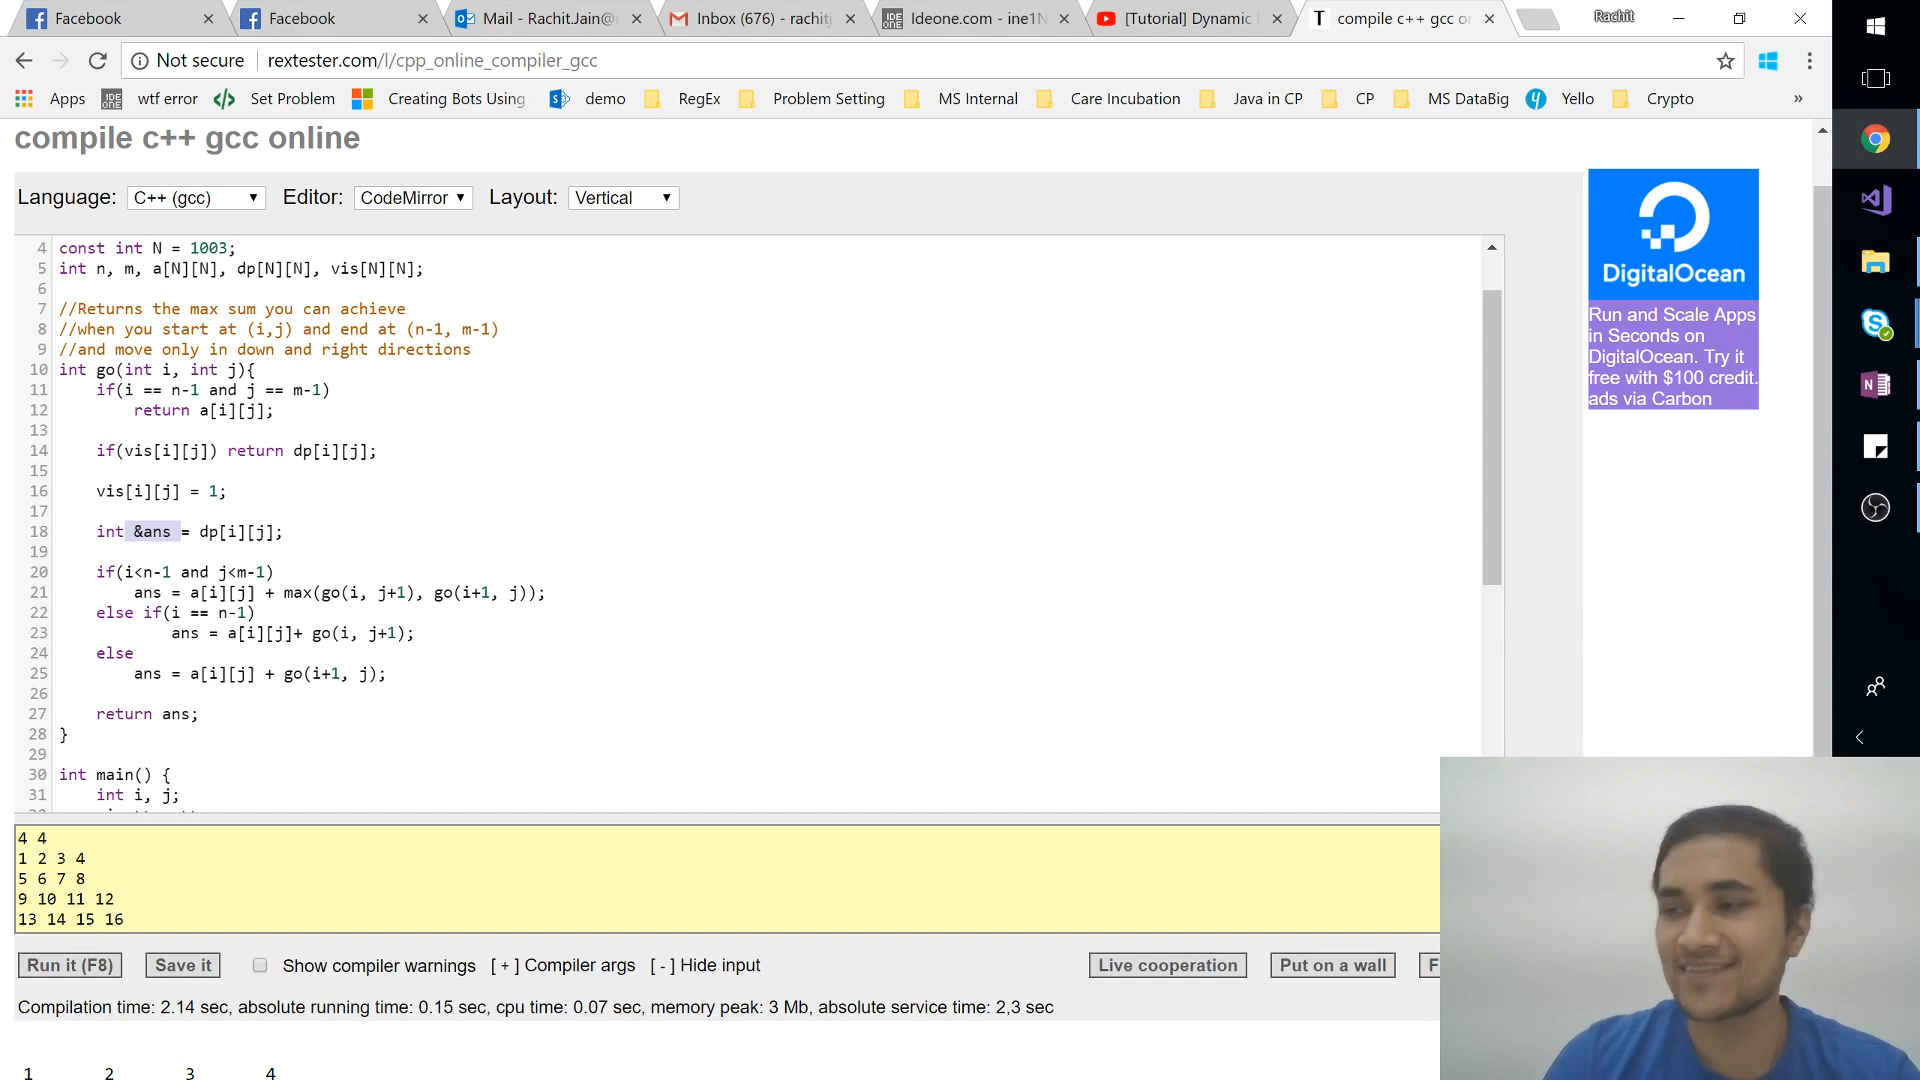 Facebook
Facebook
Mail - Rachit.Jain@
Inbox (676) - rachitj
Ideone.com - ine1N
[Tutorial] Dynamic
compile c++ gcc on
Rachit
Not secure
rextester.com/l/cpp_online_compiler_gcc
Apps
wtf error
Set Problem
Creating Bots Using
demo
RegEx
Problem Setting
MS Internal
Care Incubation
Java in CP
CP
MS DataBig
Yello
Crypto
»
compile c++ gcc online
Language: C++ (gcc) Editor: CodeMirror Layout: Vertical
4 const int N = 1003;
5 int n, m, a[N][N], dp[N][N], vis[N][N];
6
7 //Returns the max sum you can achieve
8 //when you start at (i,j) and end at (n-1, m-1)
9 //and move only in down and right directions
10 int go(int i, int j){
11 if(i == n-1 and j == m-1)
12 return a[i][j];
13
14 if(vis[i][j]) return dp[i][j];
15
16 vis[i][j] = 1;
17
18 int &ans = dp[i][j];
19
20 if(i<n-1 and j<m-1)
21 ans = a[i][j] + max(go(i, j+1), go(i+1, j));
22 else if(i == n-1)
23 ans = a[i][j]+ go(i, j+1);
24 else
25 ans = a[i][j] + go(i+1, j);
26
27 return ans;
28 }
29
30 int main() {
31 int i, j;
DigitalOcean
Run and Scale Apps
in Seconds on
DigitalOcean. Try it
free with $100 credit.
ads via Carbon
4 4
1 2 3 4
5 6 7 8
9 10 11 12
13 14 15 16
Run it (F8) Save it Show compiler warnings [ + ] Compiler args [ - ] Hide input Live cooperation Put on a wall F
Compilation time: 2.14 sec, absolute running time: 0.15 sec, cpu time: 0.07 sec, memory peak: 3 Mb, absolute service time: 2,3 sec
1 2 3 4